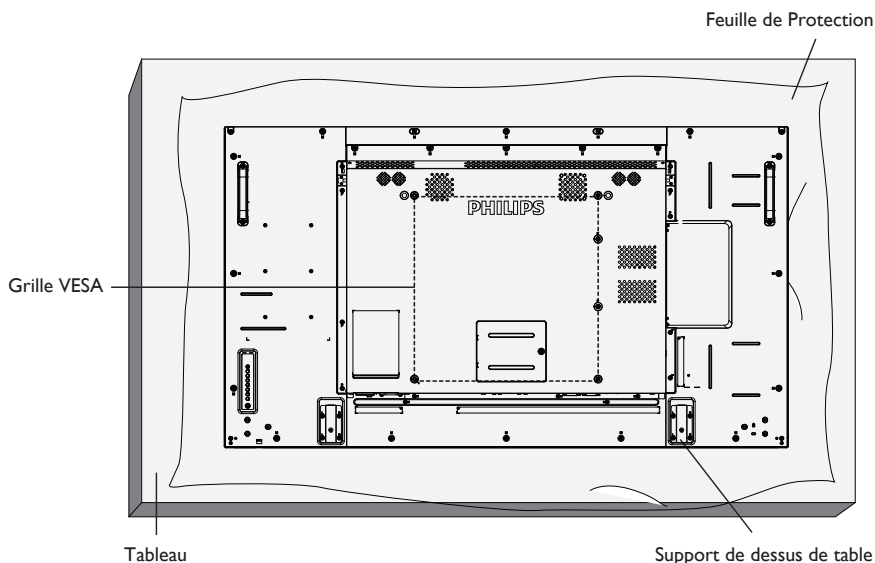 Feuille de Protection
PHILIPS
Grille VESA
Tableau
Support de dessus de table